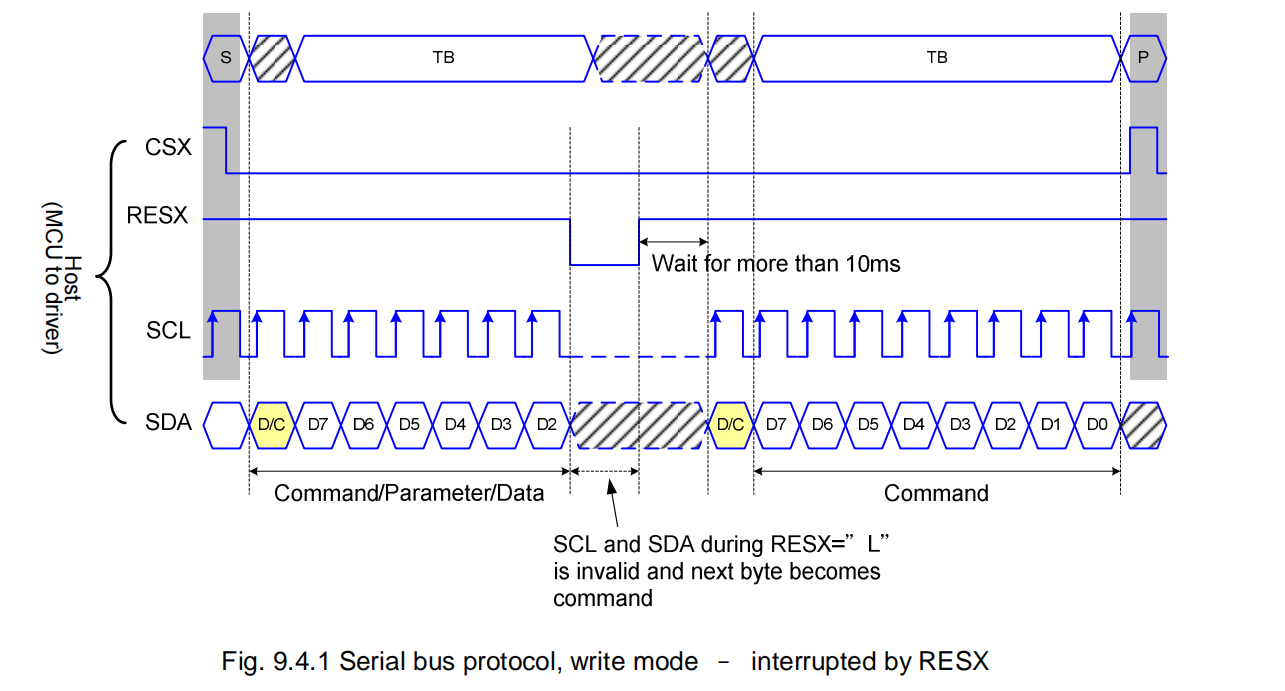 S TB TB P
CSX
RESX
Wait for more than 10ms
Host
(MCU to driver)
SCL
SDA D/C D7 D6 D5 D4 D3 D2 D/C D7 D6 D5 D4 D3 D2 D1 D0
Command/Parameter/Data Command
SCL and SDA during RESX=” L”
is invalid and next byte becomes
command
Fig. 9.4.1 Serial bus protocol, write mode – interrupted by RESX